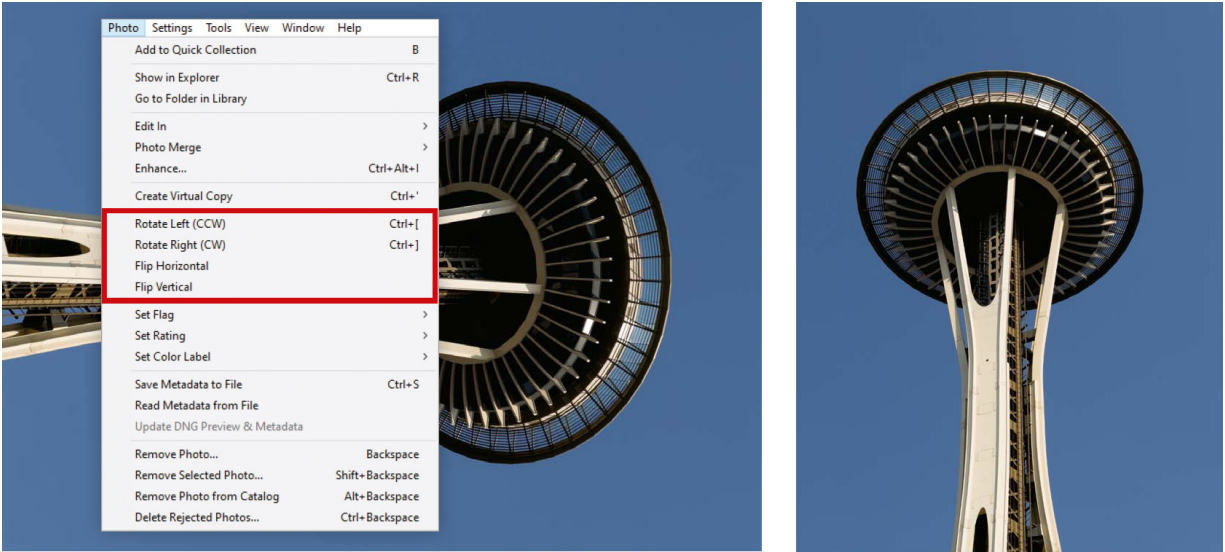 Photo Settings Tools View Window Help
Add to Quick Collection B
Show in Explorer Ctrl+R
Go to Folder in Library
Edit In >
Photo Merge >
Enhance... Ctrl+Alt+I
Create Virtual Copy Ctrl+'
Rotate Left (CCW) Ctrl+[
Rotate Right (CW) Ctrl+]
Flip Horizontal
Flip Vertical
Set Flag >
Set Rating >
Set Color Label >
Save Metadata to File Ctrl+S
Read Metadata from File
Update DNG Preview & Metadata
Remove Photo... Backspace
Remove Selected Photo... Shift+Backspace
Remove Photo from Catalog Alt+Backspace
Delete Rejected Photos... Ctrl+Backspace